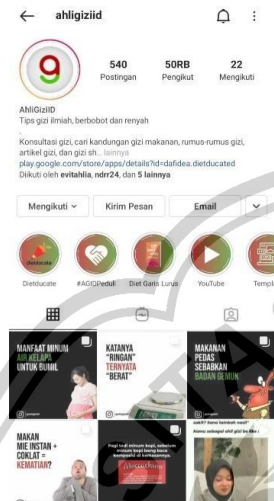 ahligiziid
540
50RB
22
Postingan
Pengikut
Mengikuti
AhliGiziID
Tips gizi ilmiah, berbobot dan renyah
.
Konsultasi gizi, cari kandungan gizi makanan, rumus-rumus gizi,
artikel gizi, dan gizi sh... lainnya
play.google.com/store/apps/details?id=dafidea.dietducated
Diikuti oleh evitahlia, ndrr24, dan 5 lainnya
Mengikuti
Kirim Pesan
Email
Dietducate
#AGIDPeduli
Diet Garis Lurus
YouTube
Templa
MANFAAT MINUM
AIR KELAPA
UNTUK BUMIL
KATANYA
"RINGAN"
TERNYATA
"BERAT"
MAKANAN
PEDAS
SEBABKAN
BADAN GEMUK
MAKAN
MIE INSTAN +
COKLAT =
KEMATIAN?